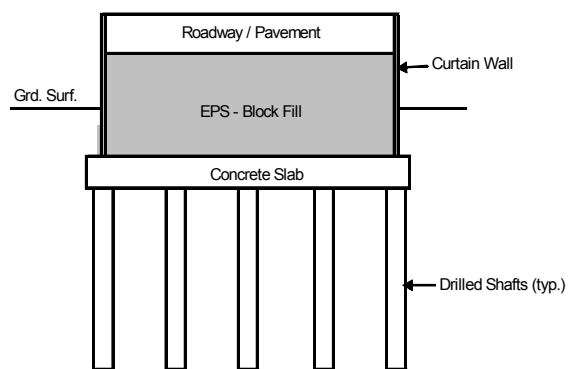 Roadway / Pavement
Curtain Wall
Grd. Surf.
EPS - Block Fill
Concrete Slab
Drilled Shafts (typ.)